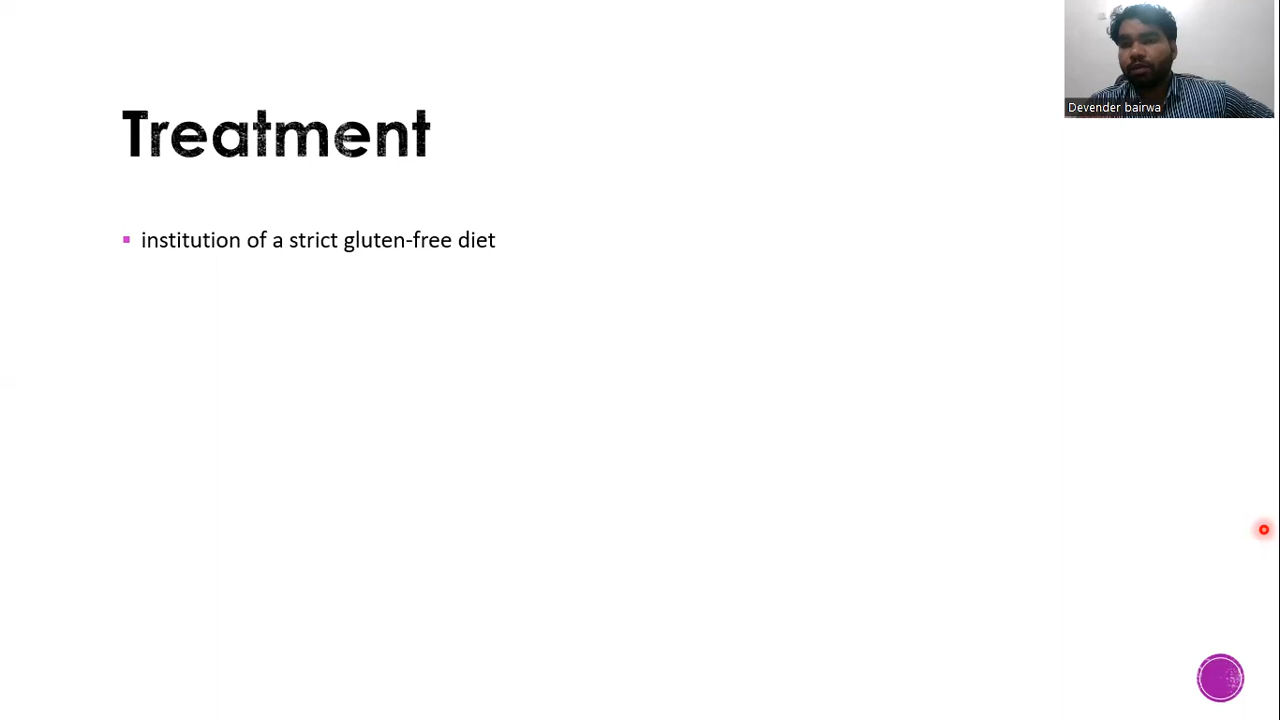 Devender bairwa
Treatment
institution of a strict gluten-free diet